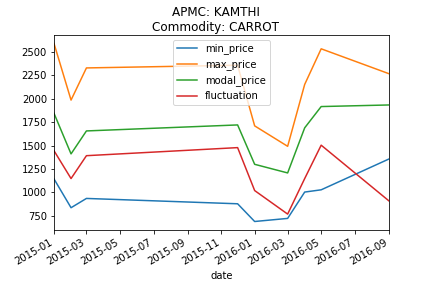 APMC: KAMTHI
Commodity: CARROT
min_price
max_price
modal_price
fluctuation
2500
2250
2000
1750
1500
1250
1000
750
2015-01
2015-03
2015-05
2015-07
2015-09
2015-11
2016-01
2016-03
2016-05
2016-07
2016-09
date